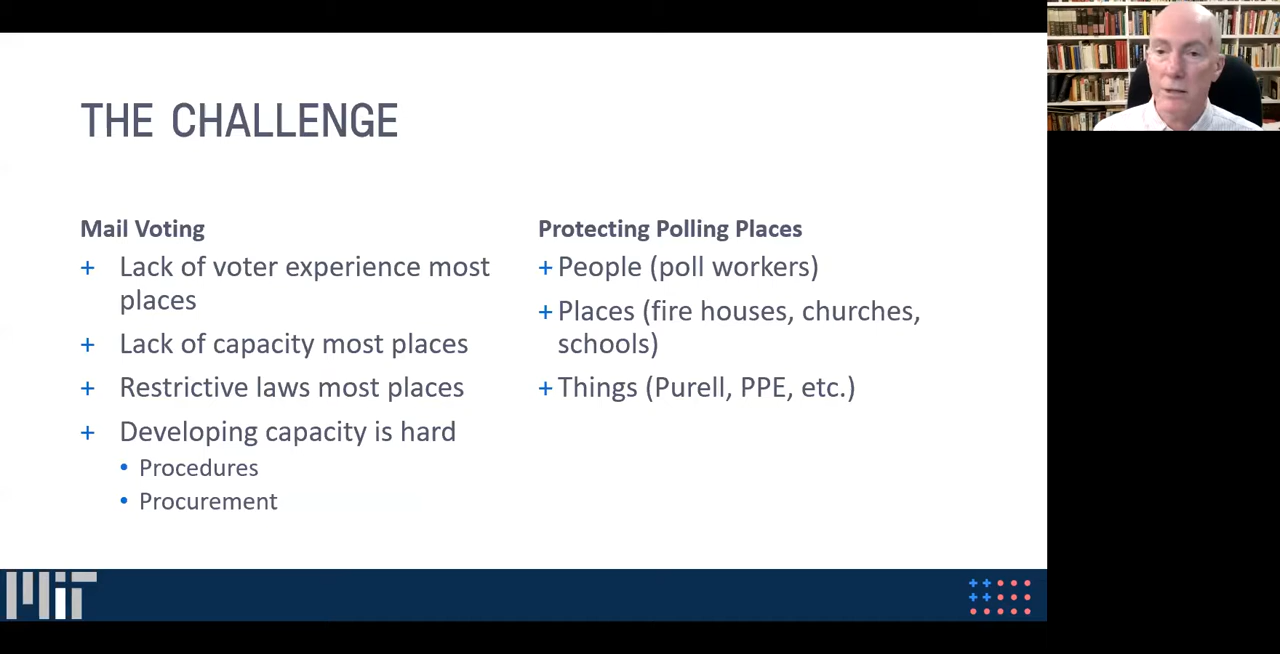 THE CHALLENGE
Mail Voting
+ Lack of voter experience most
places
+ Lack of capacity most places
+ Restrictive laws most places
+ Developing capacity is hard
• Procedures
• Procurement
Protecting Polling Places
+ People (poll workers)
+ Places (fire houses, churches,
schools)
+ Things (Purell, PPE, etc.)
MIT